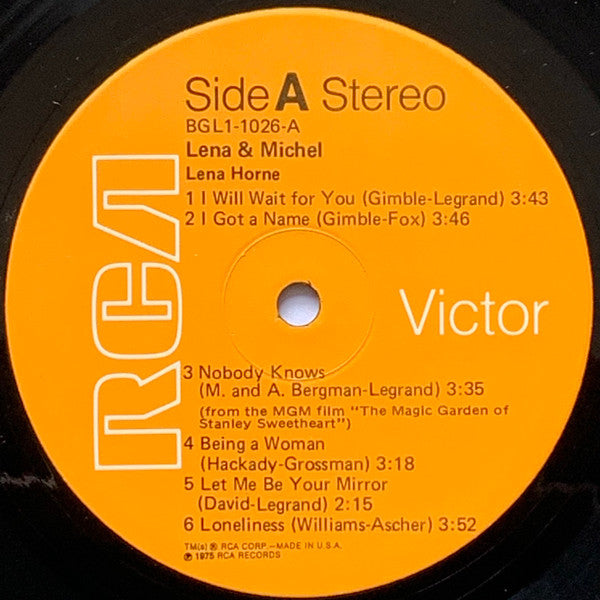 Side A Stereo
BGL1-1026-A
Lena & Michel
Lena Horne
1 I Will Wait for You (Gimble-Legrand) 3:43
2 I Got a Name (Gimble-Fox) 3:46
RCA
Victor
3 Nobody Knows
(M. and A. Bergman-Legrand) 3:35
(from the MGM film "The Magic Garden of
Stanley Sweetheart")
4 Being a Woman
(Hackady-Grossman) 3:18
5 Let Me Be Your Mirror
(David-Legrand) 2:15
6 Loneliness (Williams-Ascher) 3:52
TM(s) ® RCA CORP.—MADE IN U.S.A.
℗ 1975 RCA RECORDS